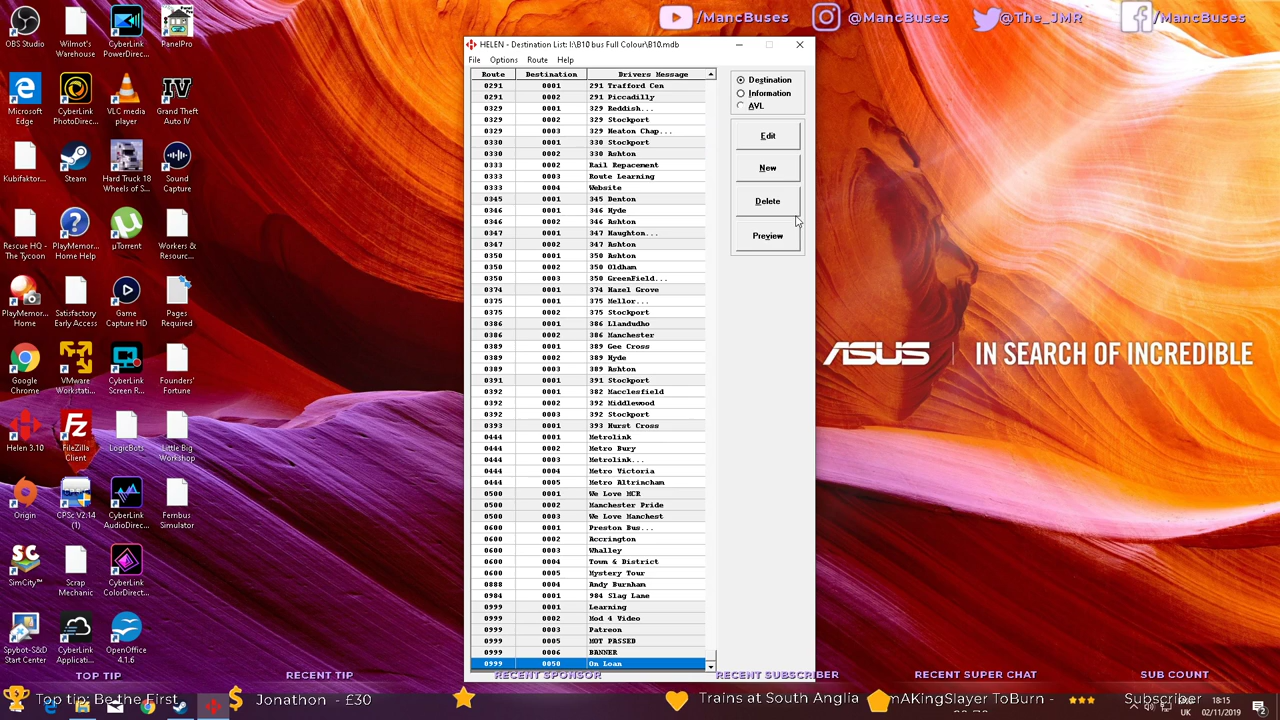 /MancBuses @MancBuses @The_JMR /MancBuses
HELEN - Destination List: I:\B10 bus Full Colour\B10.mdb
File Options Route Help
Route Destination Drivers Message
0291 0001 291 Trafford Cen
0291 0002 291 Piccadilly
0329 0001 329 Reddish...
0329 0002 329 Stockport
0329 0003 329 Heaton Chap...
0330 0001 330 Stockport
0330 0002 330 Ashton
0333 0002 Rail Repacement
0333 0003 Route Learning
0333 0004 Website
0345 0001 345 Denton
0346 0001 346 Hyde
0346 0002 346 Ashton
0347 0001 347 Haughton...
0347 0002 347 Ashton
0350 0001 350 Ashton
0350 0002 350 Oldham
0350 0003 350 GreenField...
0374 0001 374 Hazel Grove
0375 0001 375 Mellor...
0375 0002 375 Stockport
0386 0001 386 Llandudho
0386 0002 386 Manchester
0389 0001 389 Gee Cross
0389 0002 389 Hyde
0389 0003 389 Ashton
0391 0001 391 Stockport
0392 0001 382 Macclesfield
0392 0002 392 Middlewood
0392 0003 392 Stockport
0393 0001 393 Hurst Cross
0444 0001 Metrolink
0444 0002 Metro Bury
0444 0003 Metrolink...
0444 0004 Metro Victoria
0444 0005 Metro Altrincham
0500 0001 We Love MCR
0500 0002 Manchester Pride
0500 0003 We Love Manchest
0600 0001 Preston Bus...
0600 0002 Accrington
0600 0003 Whalley
0600 0004 Town & District
0600 0005 Mystery Tour
0888 0004 Andy Burnham
0984 0001 984 Slag Lane
0999 0001 Learning
0999 0002 Mod 4 Video
0999 0003 Patreon
0999 0005 MOT PASSED
0999 0006 BANNER
0999 0050 On Loan
Destination
Information
AVL
Edit
New
Delete
Preview
OBS Studio
Wilmot's Warehouse
CyberLink PowerDirec...
PanelPro
Microsoft Edge
CyberLink PhotoDirec...
VLC media player
Grand Theft Auto IV
Kubifaktor...
Steam
Hard Truck 18 Wheels of S...
Sound Capture
Rescue HQ - The Tycoon
PlayMemor... Home Help
µTorrent
Workers & Resourc...
PlayMemor... Home
Satisfactory Early Access
Game Capture HD
Pages Required
Google Chrome
VMware Workstati...
CyberLink Screen R...
Founders' Fortune
Helen 3.10
FileZilla Client
LogicBots
Little Big Workshop
Origin
CPSc V2.14 (1)
CyberLink AudioDirec...
Fernbus Simulator
SimCity™
Scrap Mechanic
CyberLink ColorDirect...
Spybot-S&D Start Center
CyberLink Applicati...
OpenOffice 4.1.6
ASUS IN SEARCH OF INCREDIBLE
TOP TIP RECENT TIP RECENT SPONSOR RECENT SUBSCRIBER RECENT SUPER CHAT SUB COUNT
Top tip: Be the First Jonathon - £30 Trains at South Anglia mAKingSlayer ToBurn - Subscriber
18:15
UK 02/11/2019